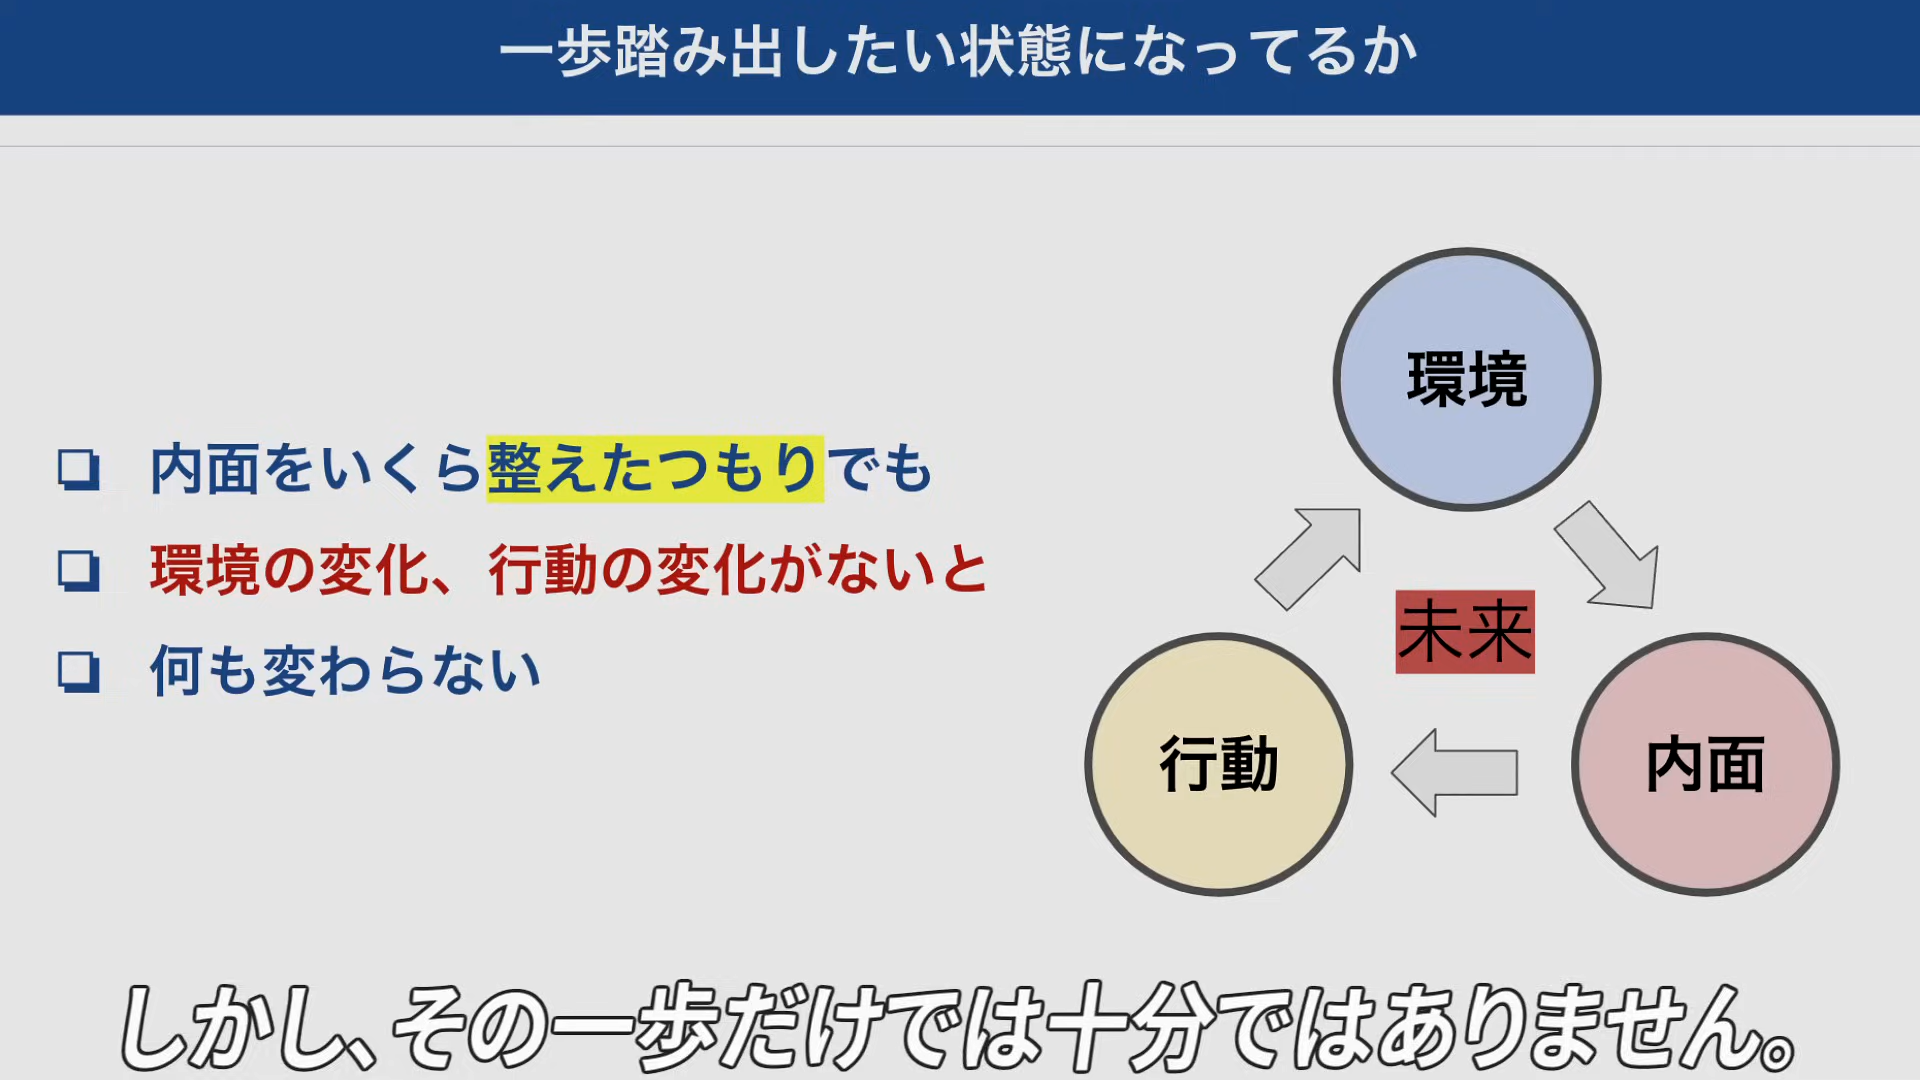 一歩踏み出したい状態になってるか
内面をいくら整えたつもりでも
環境の変化、行動の変化がないと
何も変わらない
環境
未来
行動
内面
しかし、その一歩だけでは十分ではありません。